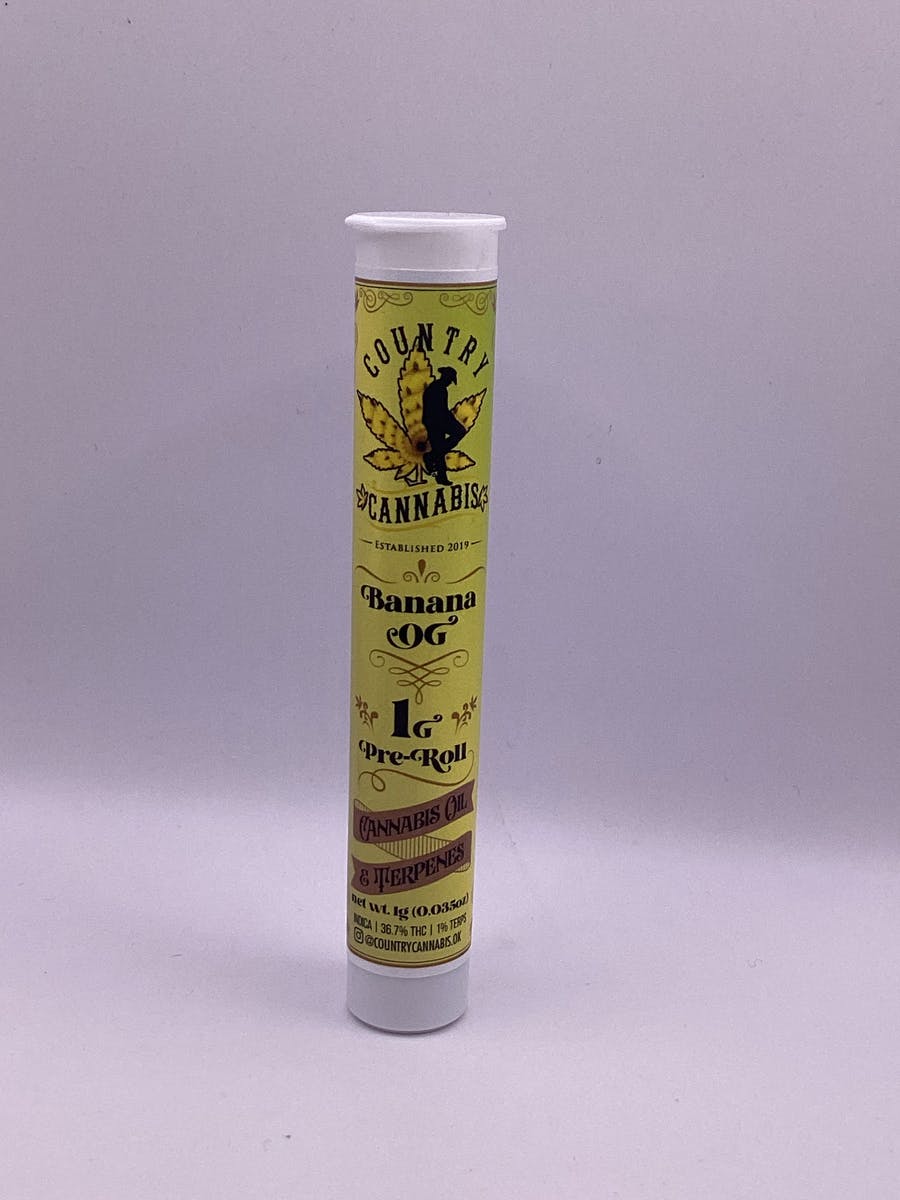 COUNTRY
CANNABIS
ESTABLISHED 2019
Banana
OG
1G
Pre-Roll
CANNABIS OIL
& TERPENES
net wt. 1g (0.035oz)
INDICA | 36.7% THC | 1% TERPS
@COUNTRYCANNABIS.OK